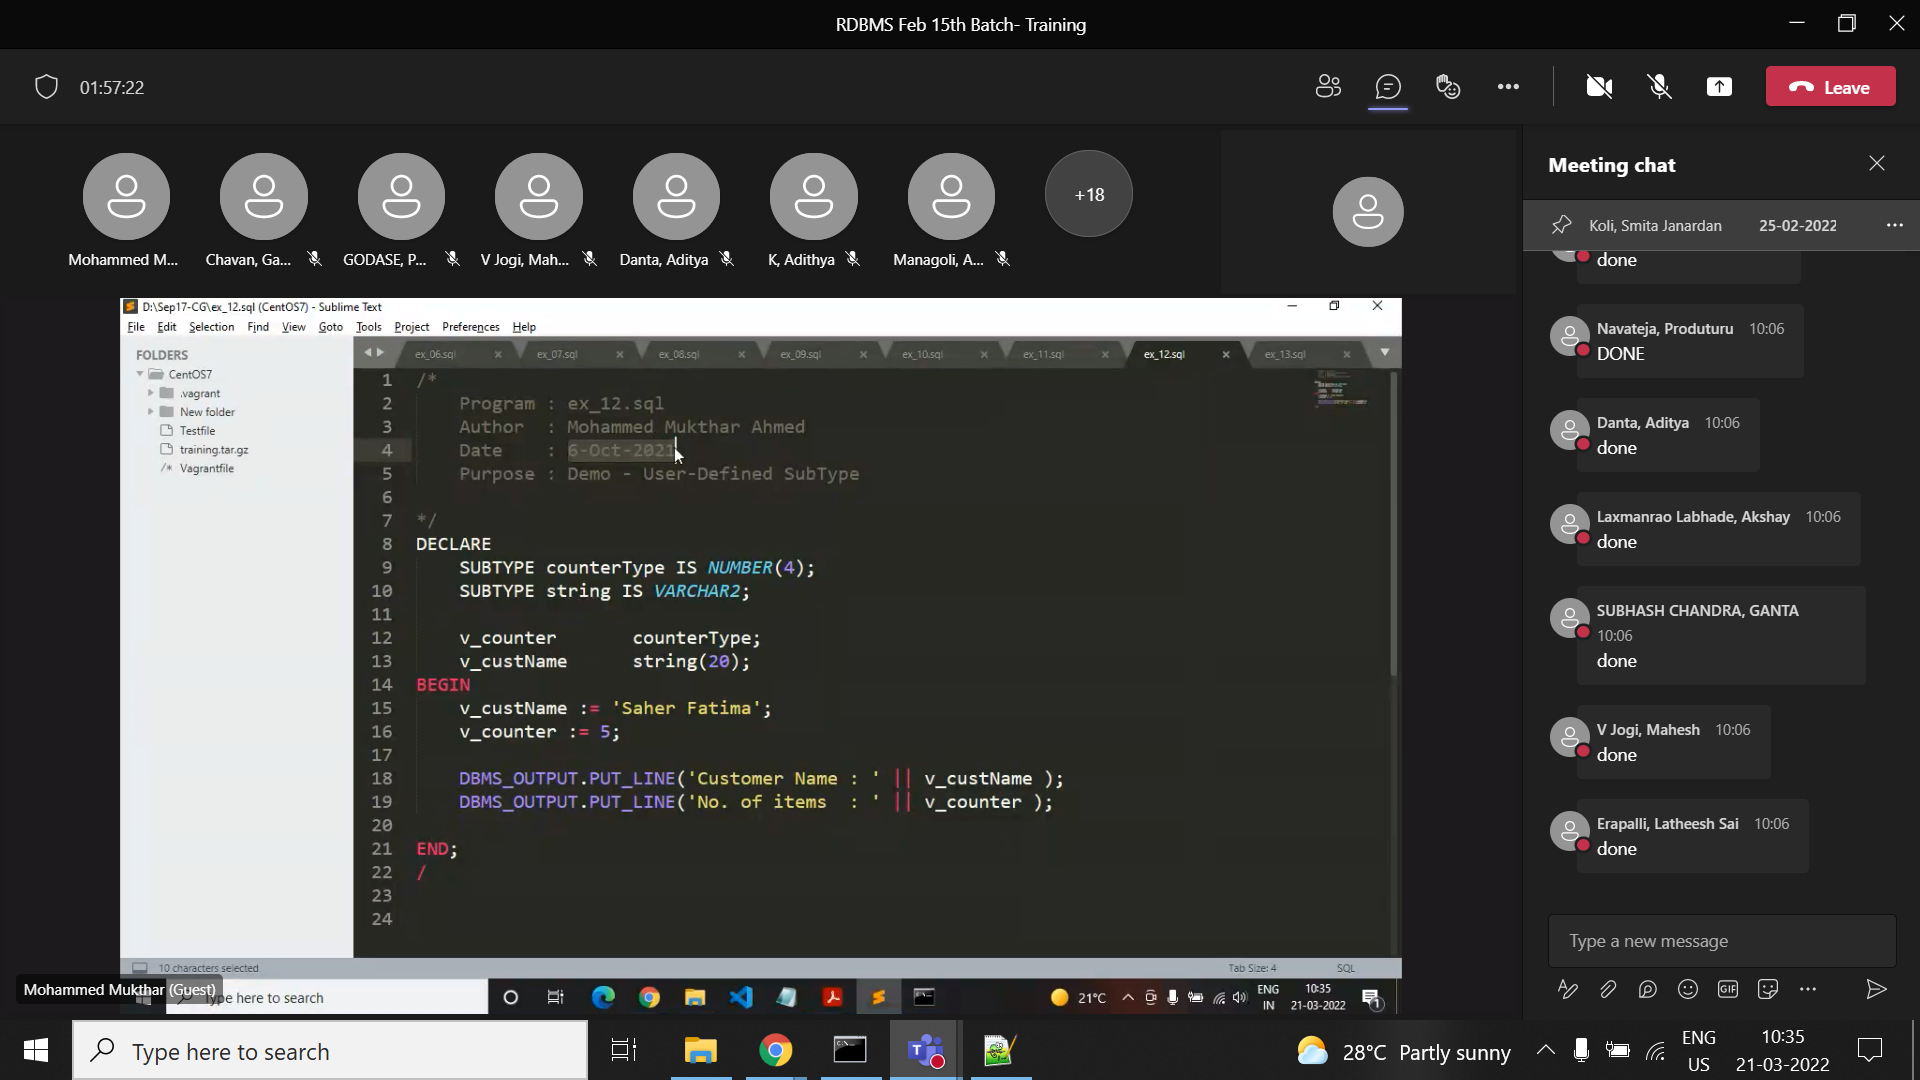 RDBMS Feb 15th Batch- Training
01:57:22
Leave
Mohammed M...
Chavan, Ga...
GODASE, P...
V Jogi, Mah...
Danta, Aditya
K, Adithya
Managoli, A...
+18
D:\Sep17-CG\ex_12.sql (CentOS7) - Sublime Text
File Edit Selection Find View Goto Tools Project Preferences Help
FOLDERS
CentOS7
.vagrant
New folder
Testfile
training.tar.gz
/* Vagrantfile
ex_06.sql ex_07.sql ex_08.sql ex_09.sql ex_10.sql ex_11.sql ex_12.sql ex_13.sql
1 /*
2 Program : ex_12.sql
3 Author : Mohammed Mukthar Ahmed
4 Date : 6-Oct-2021
5 Purpose : Demo - User-Defined SubType
6
7 */
8 DECLARE
9 SUBTYPE counterType IS NUMBER(4);
10 SUBTYPE string IS VARCHAR2;
11
12 v_counter counterType;
13 v_custName string(20);
14 BEGIN
15 v_custName := 'Saher Fatima';
16 v_counter := 5;
17
18 DBMS_OUTPUT.PUT_LINE('Customer Name : ' || v_custName );
19 DBMS_OUTPUT.PUT_LINE('No. of items : ' || v_counter );
20
21 END;
22 /
23
24
10 characters selected
Tab Size: 4
SQL
Mohammed Mukthar (Guest)
Type here to search
21°C
ENG
IN
10:35
21-03-2022
1
Meeting chat
Koli, Smita Janardan 25-02-2022
done
Navateja, Produturu 10:06
DONE
Danta, Aditya 10:06
done
Laxmanrao Labhade, Akshay 10:06
done
SUBHASH CHANDRA, GANTA
10:06
done
V Jogi, Mahesh 10:06
done
Erapalli, Latheesh Sai 10:06
done
Type a new message
GIF
Type here to search
28°C Partly sunny
ENG
US
10:35
21-03-2022